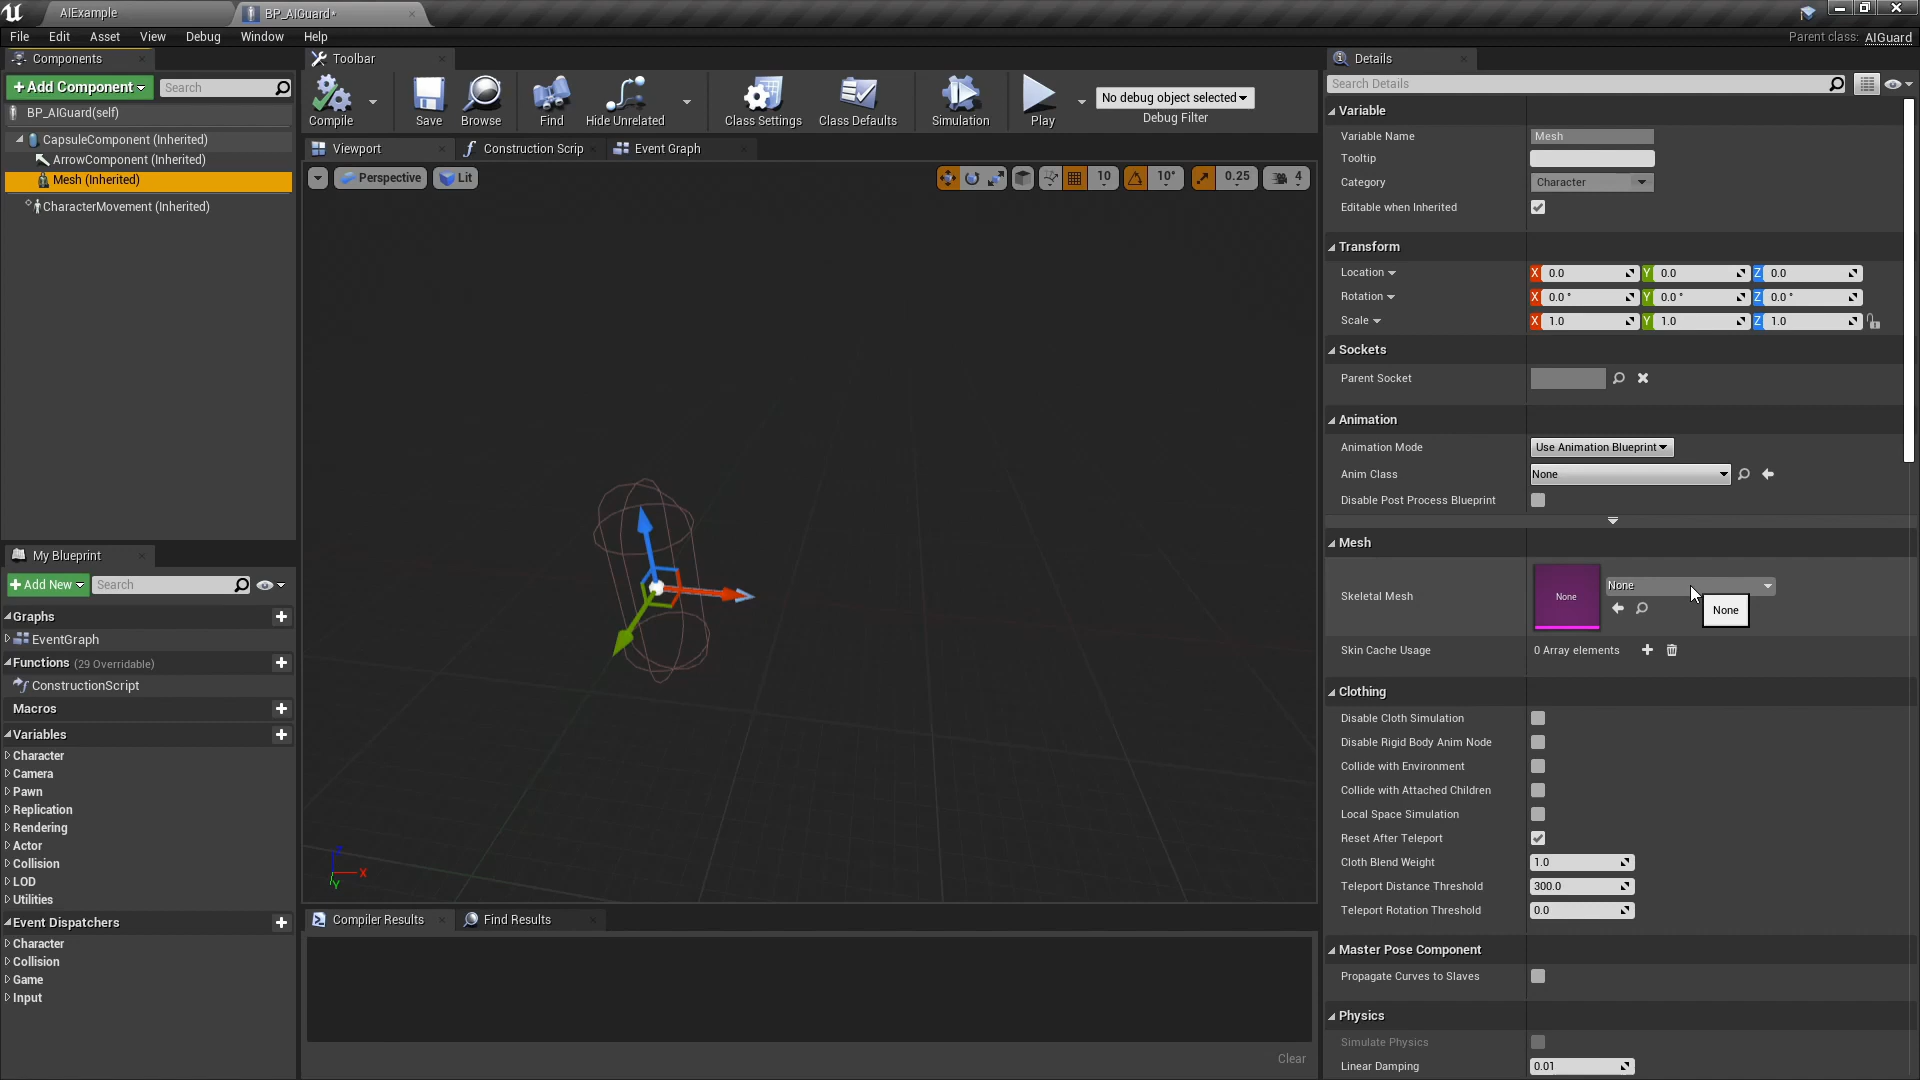 AIExample
BP_AIGuard*
File Edit Asset View Debug Window Help
Parent class: AIGuard
Components
+Add Component
Search
BP_AIGuard(self)
CapsuleComponent (Inherited)
ArrowComponent (Inherited)
Mesh (Inherited)
CharacterMovement (Inherited)
My Blueprint
+Add New
Search
Graphs
EventGraph
Functions (29 Overridable)
ConstructionScript
Macros
Variables
Character
Camera
Pawn
Replication
Rendering
Actor
Collision
LOD
Utilities
Event Dispatchers
Character
Collision
Game
Input
Toolbar
Compile
Save
Browse
Find
Hide Unrelated
Class Settings
Class Defaults
Simulation
Play
No debug object selected
Debug Filter
Viewport
Construction Scrip
Event Graph
Perspective
Lit
10
10°
0.25
4
Z
X
Y
Compiler Results
Find Results
Clear
Details
Search Details
Variable
Variable Name Mesh
Tooltip
Category Character
Editable when Inherited
Transform
Location X 0.0 Y 0.0 Z 0.0
Rotation X 0.0 ° Y 0.0 ° Z 0.0 °
Scale X 1.0 Y 1.0 Z 1.0
Sockets
Parent Socket
Animation
Animation Mode Use Animation Blueprint
Anim Class None
Disable Post Process Blueprint
Mesh
Skeletal Mesh None None
None
Skin Cache Usage 0 Array elements
Clothing
Disable Cloth Simulation
Disable Rigid Body Anim Node
Collide with Environment
Collide with Attached Children
Local Space Simulation
Reset After Teleport
Cloth Blend Weight 1.0
Teleport Distance Threshold 300.0
Teleport Rotation Threshold 0.0
Master Pose Component
Propagate Curves to Slaves
Physics
Simulate Physics
Linear Damping 0.01